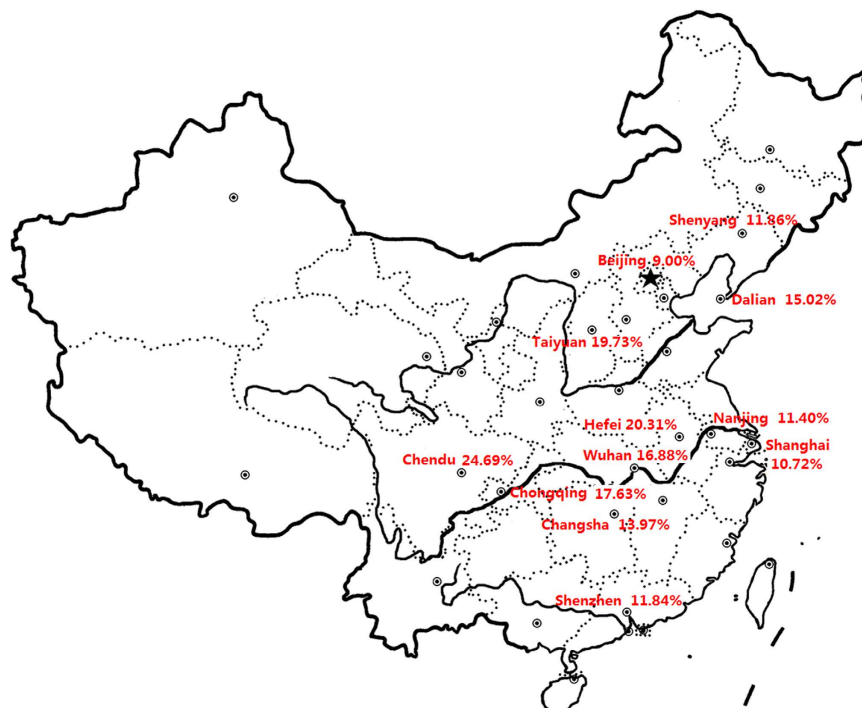 Shenyang 11.86%
Beijing 9.00%
Dalian 15.02%
Taiyuan 19.73%
Nanjing 11.40%
Hefei 20.31%
Shanghai
10.72%
Wuhan 16.88%
Chendu 24.69%
Chongqing 17.63%
Changsha 13.97%
Shenzhen 11.84%